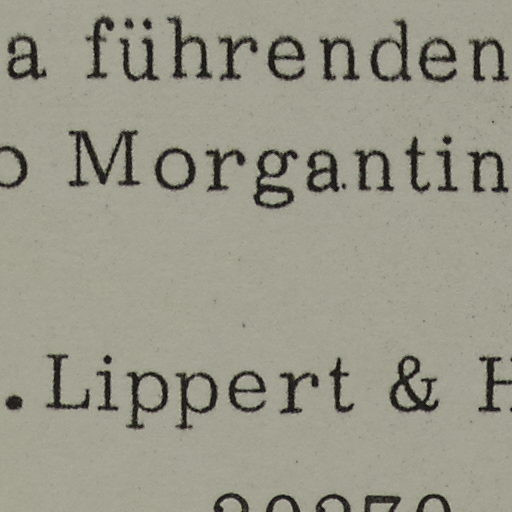 a führenden
o Morgantin
. Lippert & H